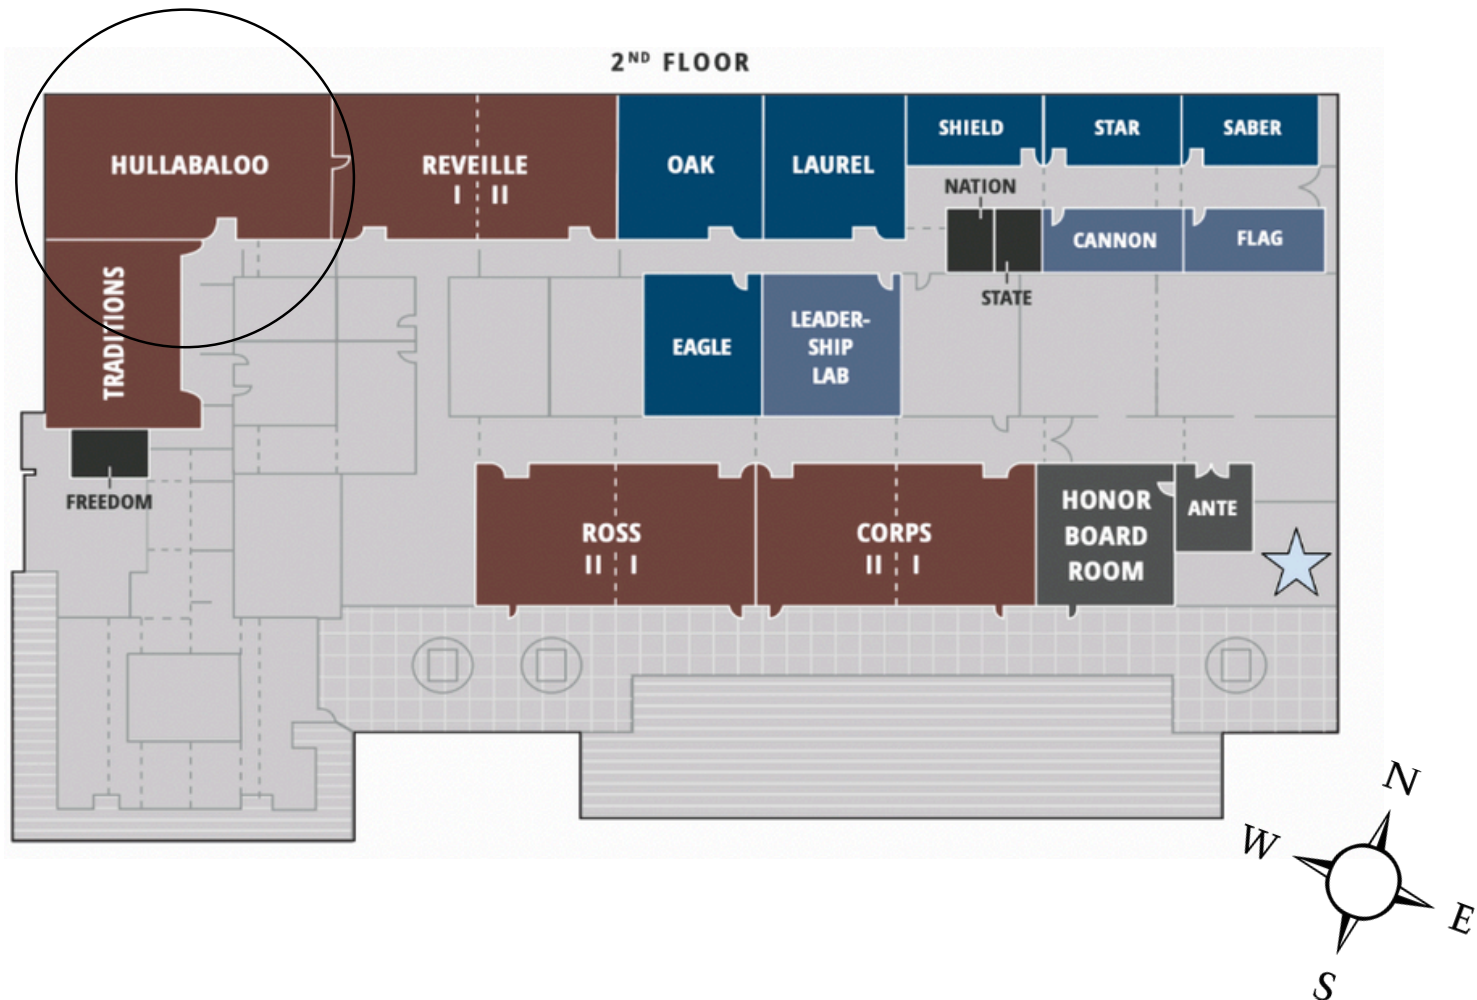 2ND FLOOR
HULLABALOO
REVEILLE
I II
OAK
LAUREL
SHIELD
STAR
SABER
NATION
CANNON
FLAG
STATE
TRADITIONS
EAGLE
LEADER-
SHIP
LAB
FREEDOM
ROSS
II I
CORPS
II I
HONOR
BOARD
ROOM
ANTE
N
W
E
S